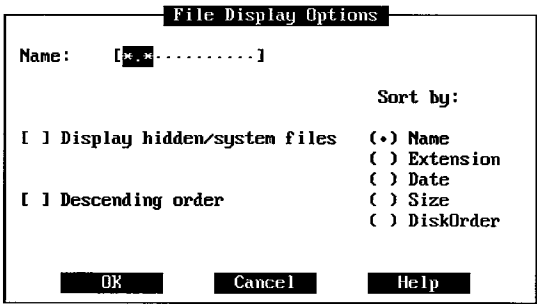 File Display Options
Name: [*.*··········]
Sort by:
[ ] Display hidden/system files (•) Name
( ) Extension
( ) Date
[ ] Descending order ( ) Size
( ) DiskOrder
OK Cancel Help